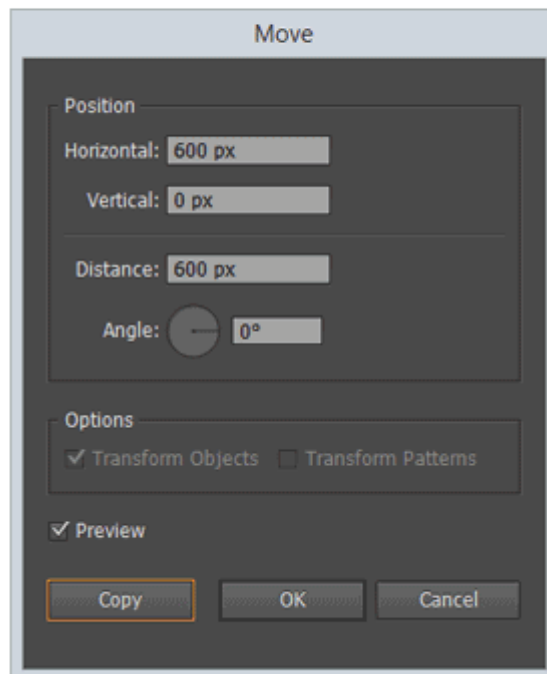 Move
Position
Horizontal: 600 px
Vertical: 0 px
Distance: 600 px
Angle: 0°
Options
Transform Objects Transform Patterns
Preview
Copy OK Cancel